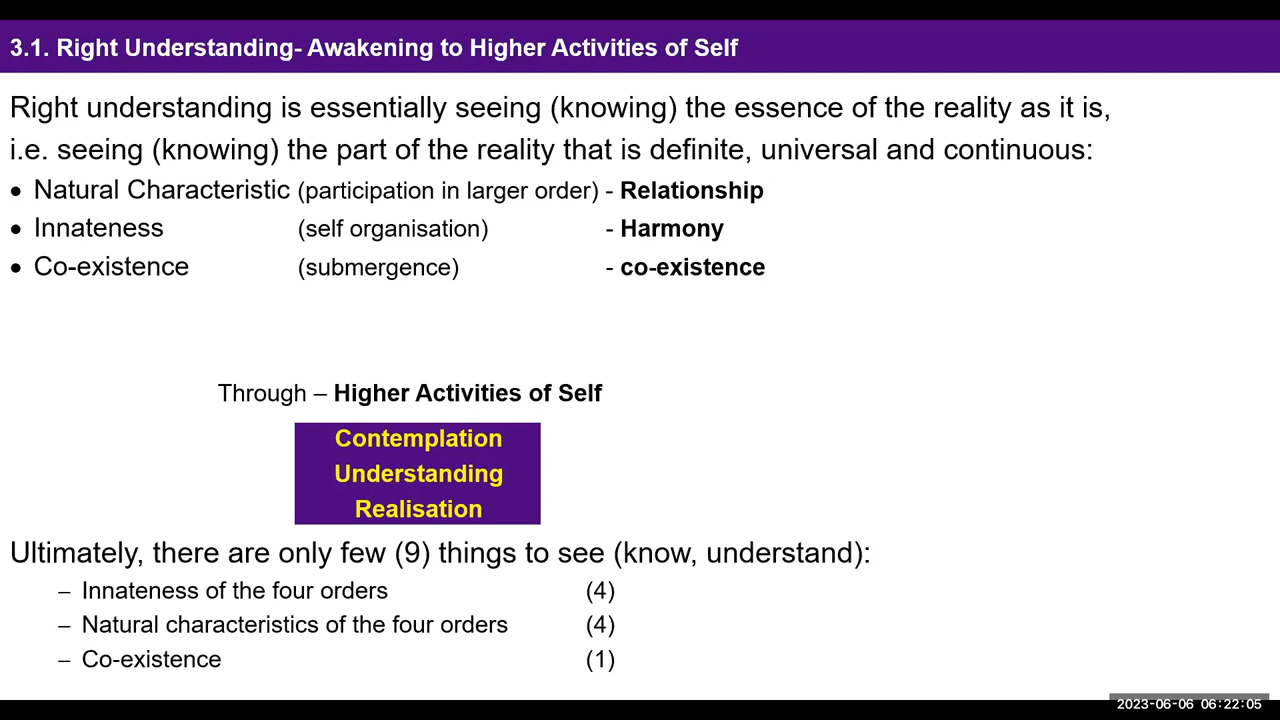 3.1. Right Understanding- Awakening to Higher Activities of Self
Right understanding is essentially seeing (knowing) the essence of the reality as it is,
i.e. seeing (knowing) the part of the reality that is definite, universal and continuous:
• Natural Characteristic (participation in larger order) - Relationship
• Innateness (self organisation) - Harmony
• Co-existence (submergence) - co-existence
Through – Higher Activities of Self
Contemplation
Understanding
Realisation
Ultimately, there are only few (9) things to see (know, understand):
– Innateness of the four orders (4)
– Natural characteristics of the four orders (4)
– Co-existence (1)
2023-06-06 06:22:05